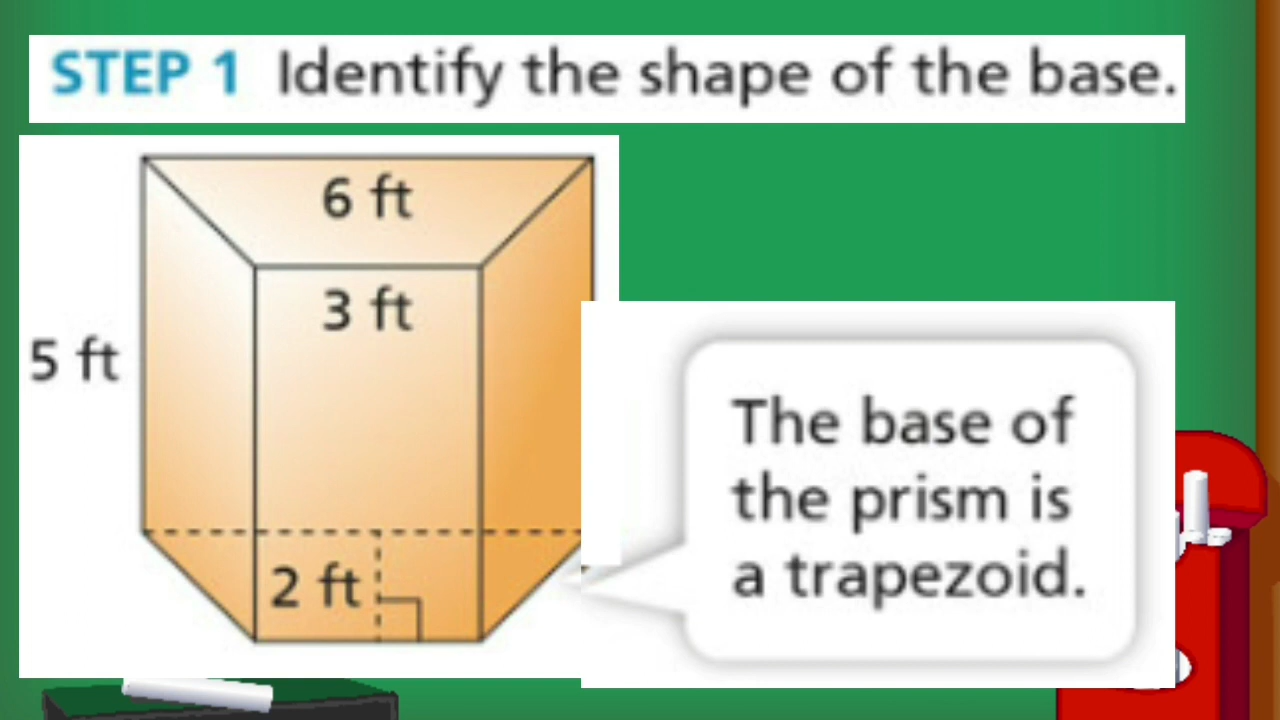 STEP 1 Identify the shape of the base.
6 ft
3 ft
5 ft
2 ft
The base of
the prism is
a trapezoid.